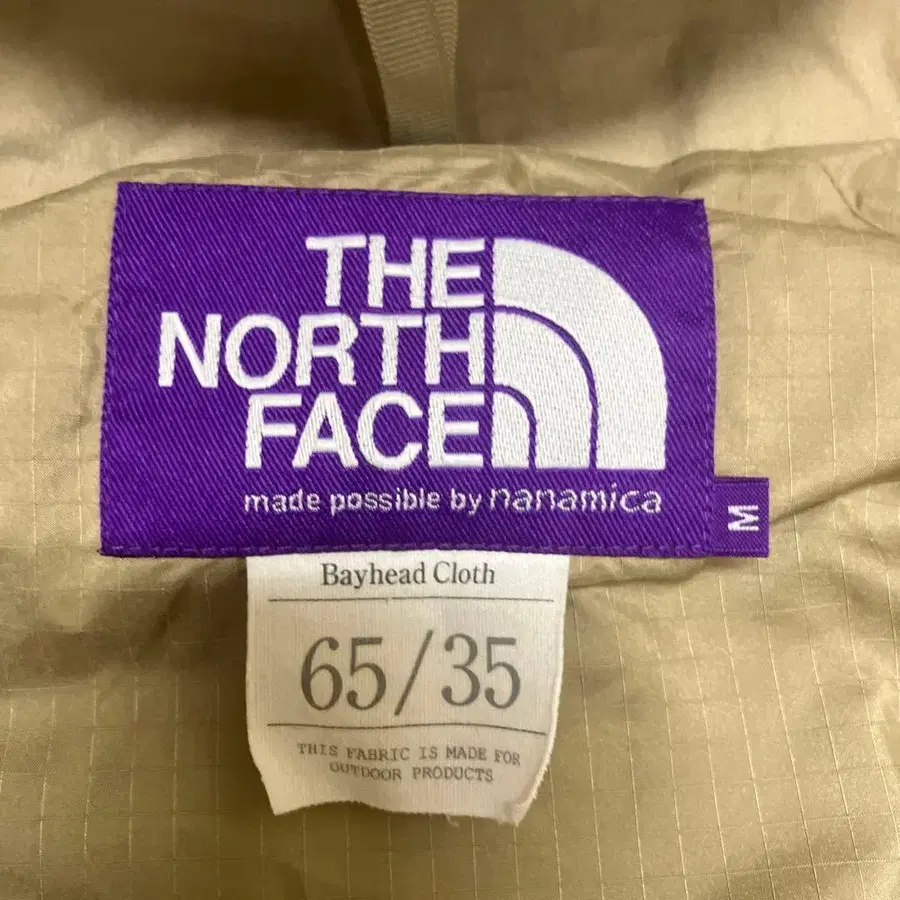 THE
NORTH
FACE
made possible by nanamica
M
Bayhead Cloth
65/35
THIS FABRIC IS MADE FOR
OUTDOOR PRODUCTS